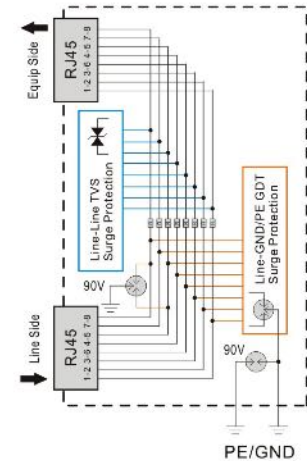 Equip Side
RJ45
1-2 3-6 4-5 7-8
Line-Line TVS
Surge Protection
Line-GND/PE GDT
Surge Protection
90V
Line Side
RJ45
1-2 3-6 4-5 7-8
90V
PE/GND